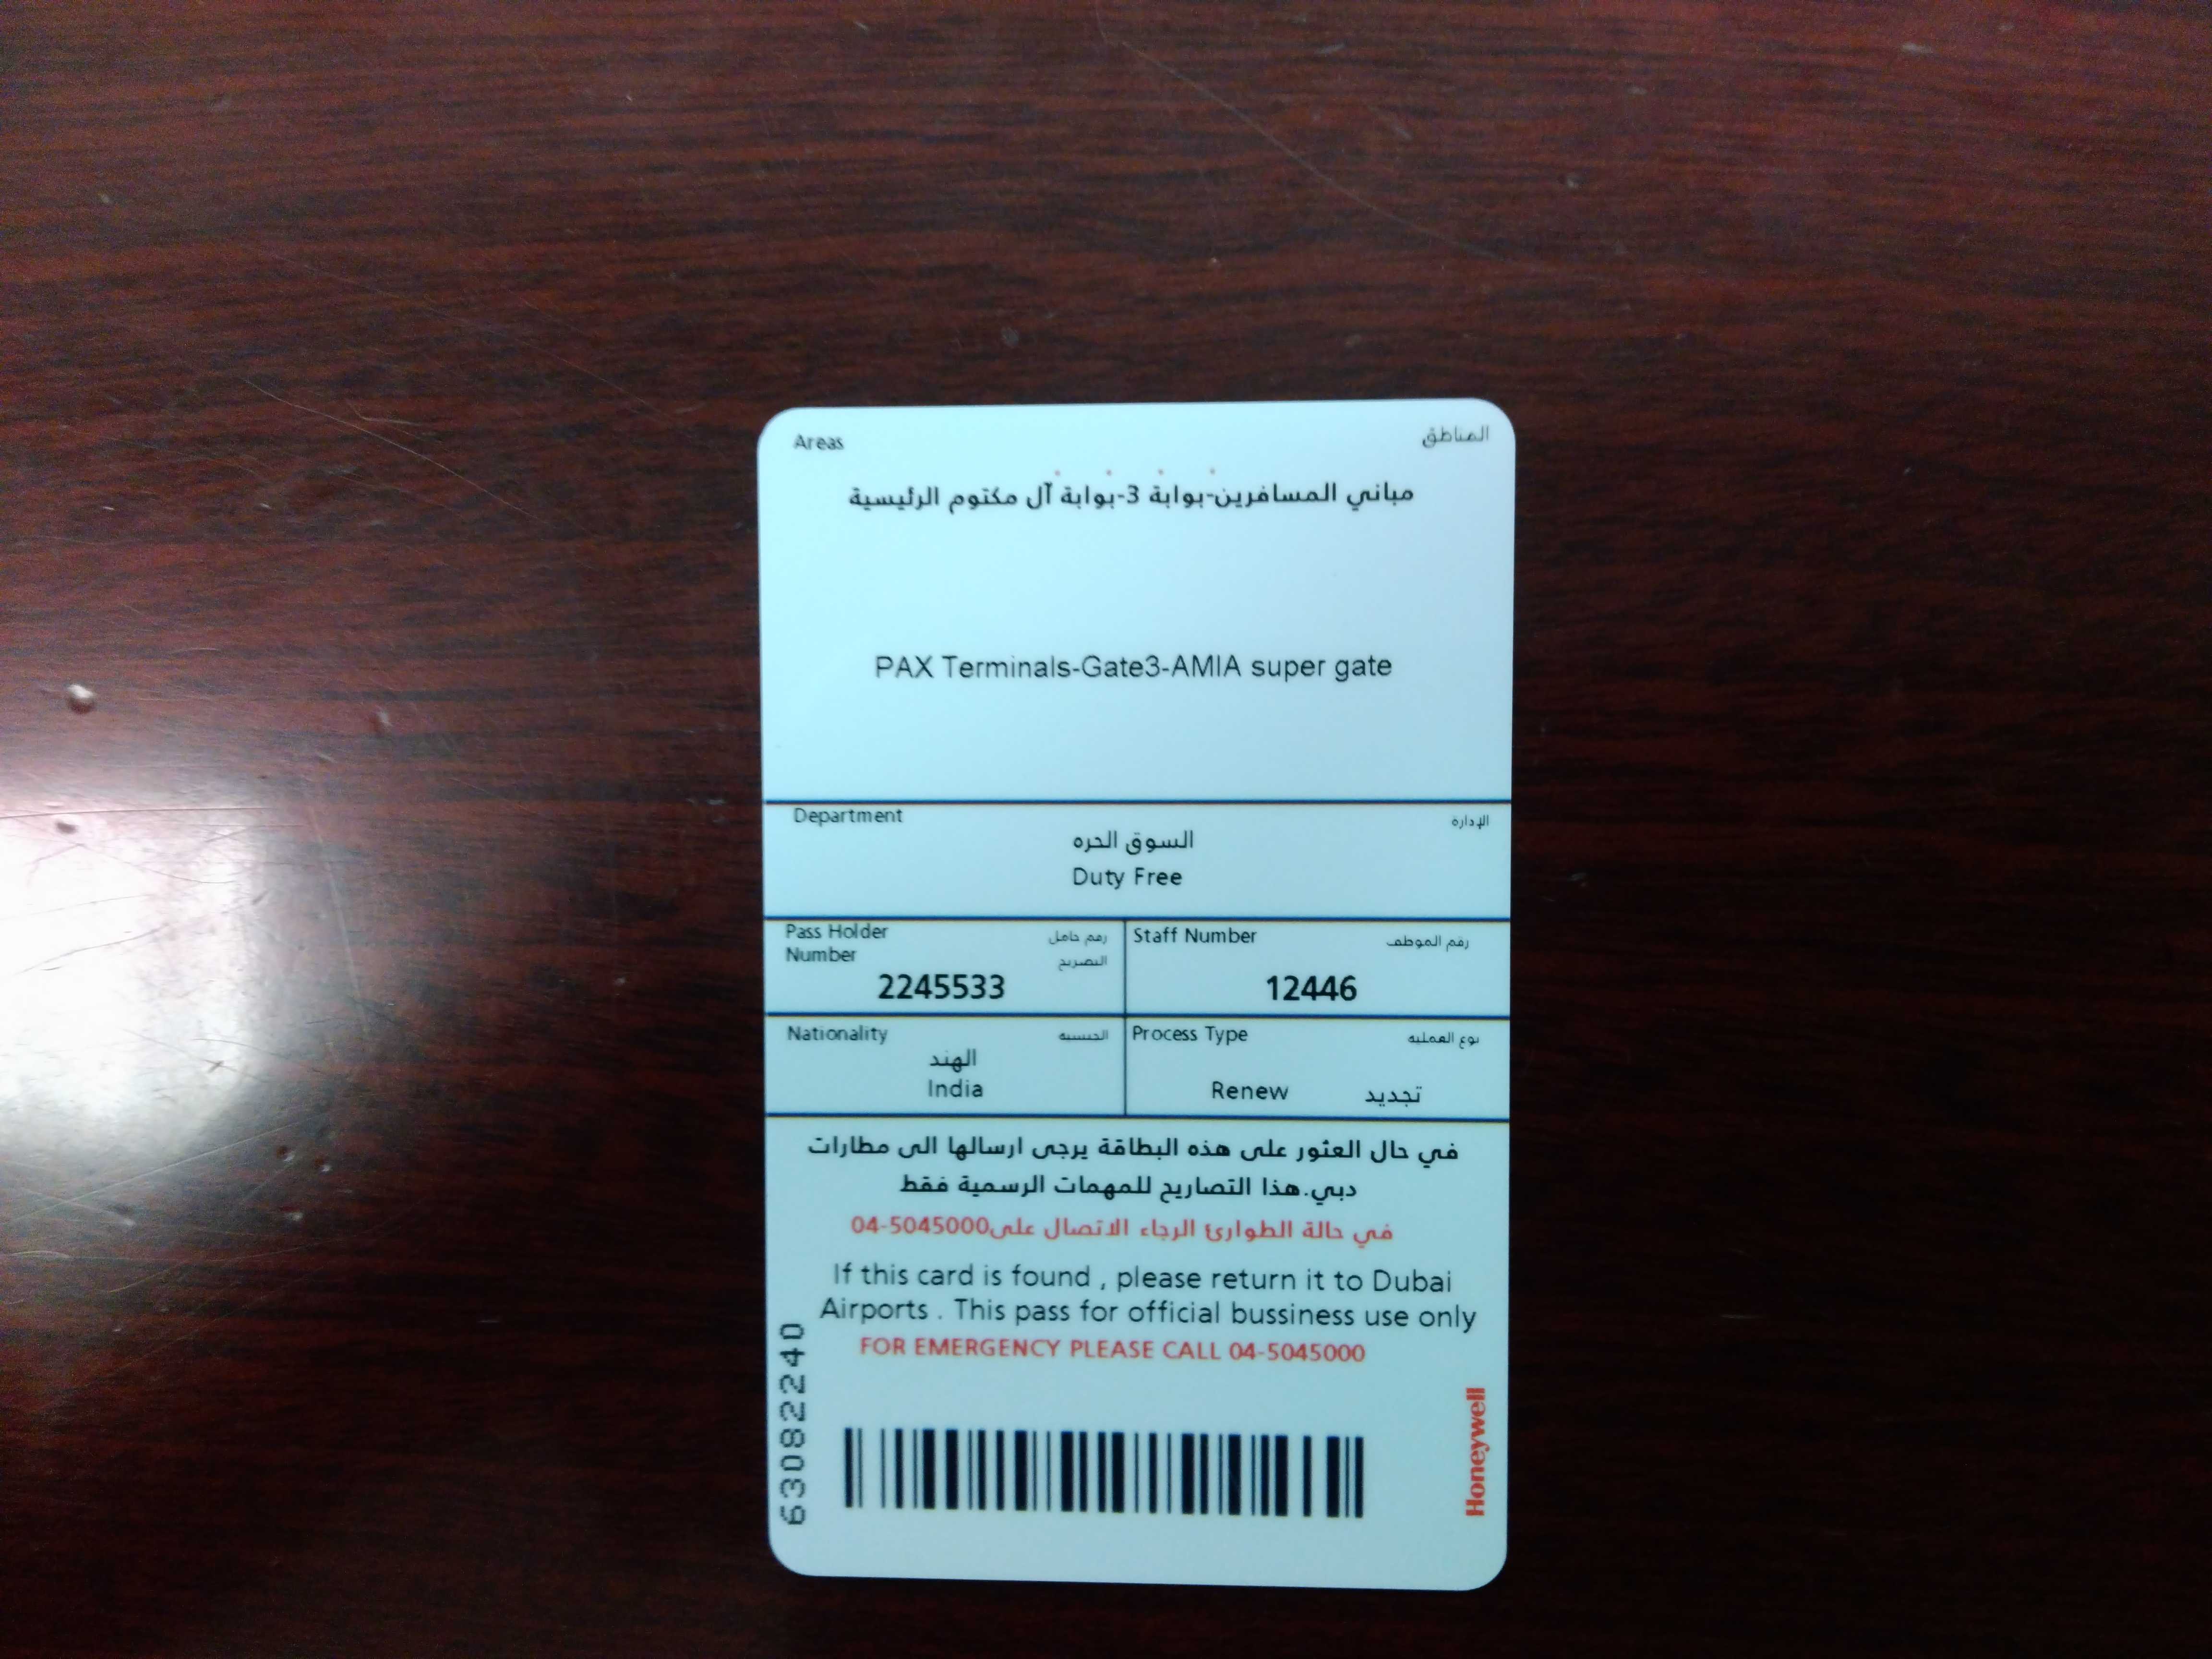 Areas المناطق
مباني المسافرين-بوابة 3-بوابة آل مكتوم الرئيسية
PAX Terminals-Gate3-AMIA super gate
Department الإدارة
السوق الحره
Duty Free
Pass Holder Number رقم حامل التصريح
2245533
Staff Number رقم الموظف
12446
Nationality الجنسية
الهند
India
Process Type نوع العملية
Renew تجديد
في حال العثور على هذه البطاقة يرجى ارسالها الى مطارات
دبي.هذا التصاريح للمهمات الرسمية فقط
في حالة الطوارئ الرجاء الاتصال على04-5045000
If this card is found , please return it to Dubai
Airports . This pass for official bussiness use only
FOR EMERGENCY PLEASE CALL 04-5045000
63082240
Honeywell